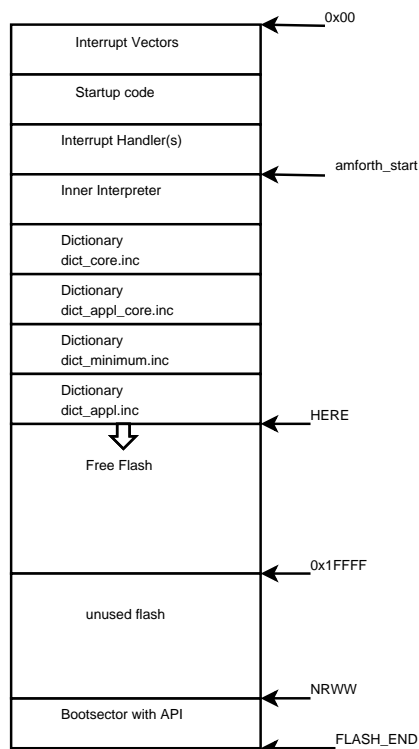 0x00
Interrupt Vectors
Startup code
Interrupt Handler(s)
amforth_start
Inner Interpreter
Dictionary
dict_core.inc
Dictionary
dict_appl_core.inc
Dictionary
dict_minimum.inc
Dictionary
dict_appl.inc
HERE
Free Flash
0x1FFFF
unused flash
NRWW
Bootsector with API
FLASH_END